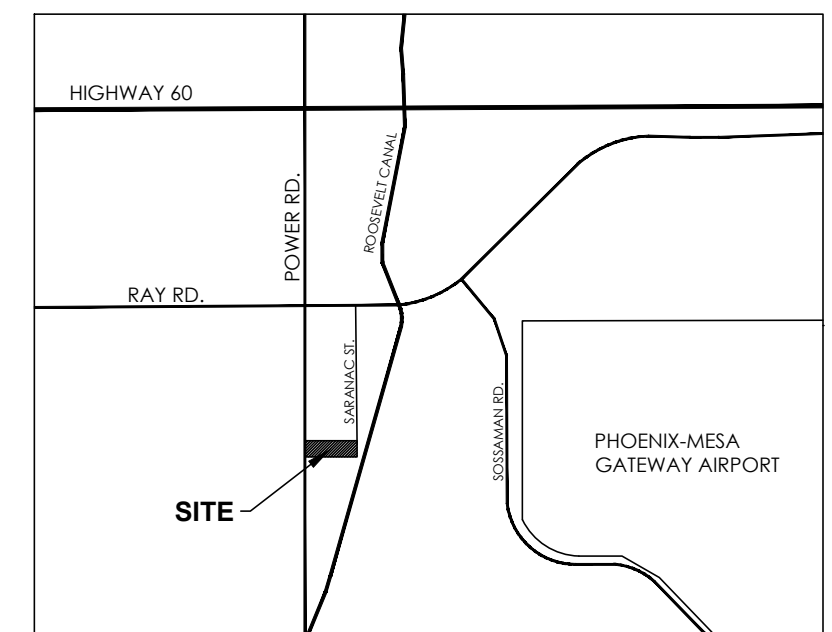 HIGHWAY 60
POWER RD.
ROOSEVELT CANAL
RAY RD.
SARANAC ST.
SOSSAMAN RD.
PHOENIX-MESA
GATEWAY AIRPORT
SITE